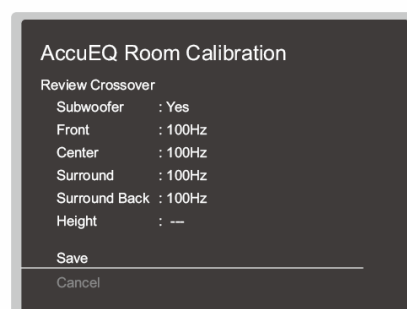 AccuEQ Room Calibration
Review Crossover
Subwoofer : Yes
Front : 100Hz
Center : 100Hz
Surround : 100Hz
Surround Back : 100Hz
Height : ---
Save
Cancel